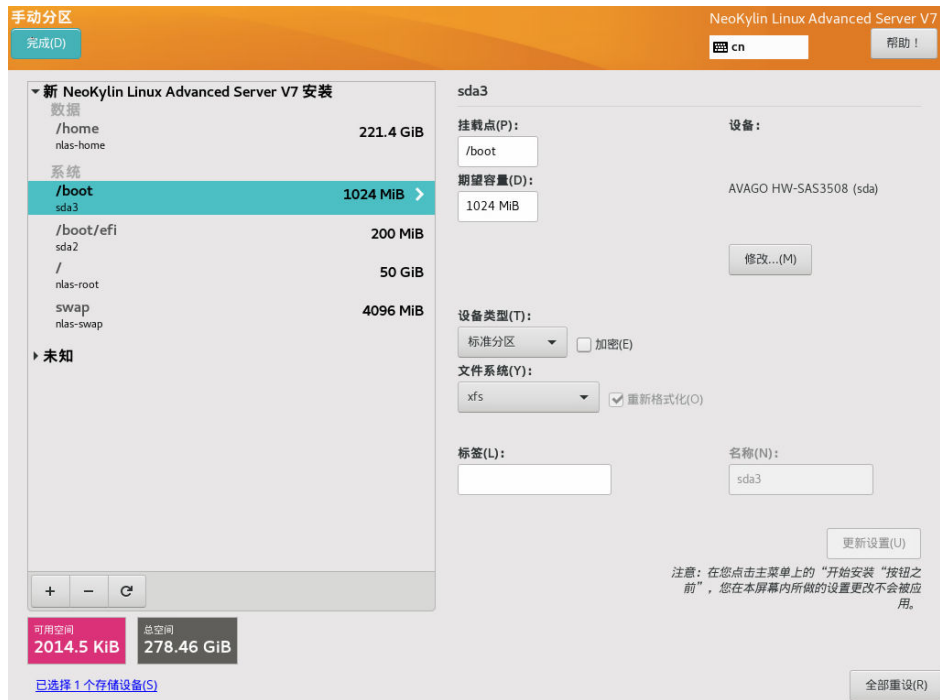 手动分区
NeoKylin Linux Advanced Server V7
完成(D)
cn
帮助！
新 NeoKylin Linux Advanced Server V7 安装
数据
/home
221.4 GiB
nlas-home
系统
/boot
1024 MiB
sda3
/boot/efi
200 MiB
sda2
/
50 GiB
nlas-root
swap
4096 MiB
nlas-swap
未知
sda3
挂载点(P)：
设备：
/boot
期望容量(D)：
AVAGO HW-SAS3508 (sda)
1024 MiB
修改...(M)
设备类型(T)：
标准分区
加密(E)
文件系统(Y)：
xfs
重新格式化(O)
标签(L)：
名称(N)：
sda3
更新设置(U)
注意：在您点击主菜单上的“开始安装“按钮之
前”，您在本屏幕内所做的设置更改不会被应
用。
+ −
可用空间
2014.5 KiB
总空间
278.46 GiB
已选择 1 个存储设备(S)
全部重设(R)